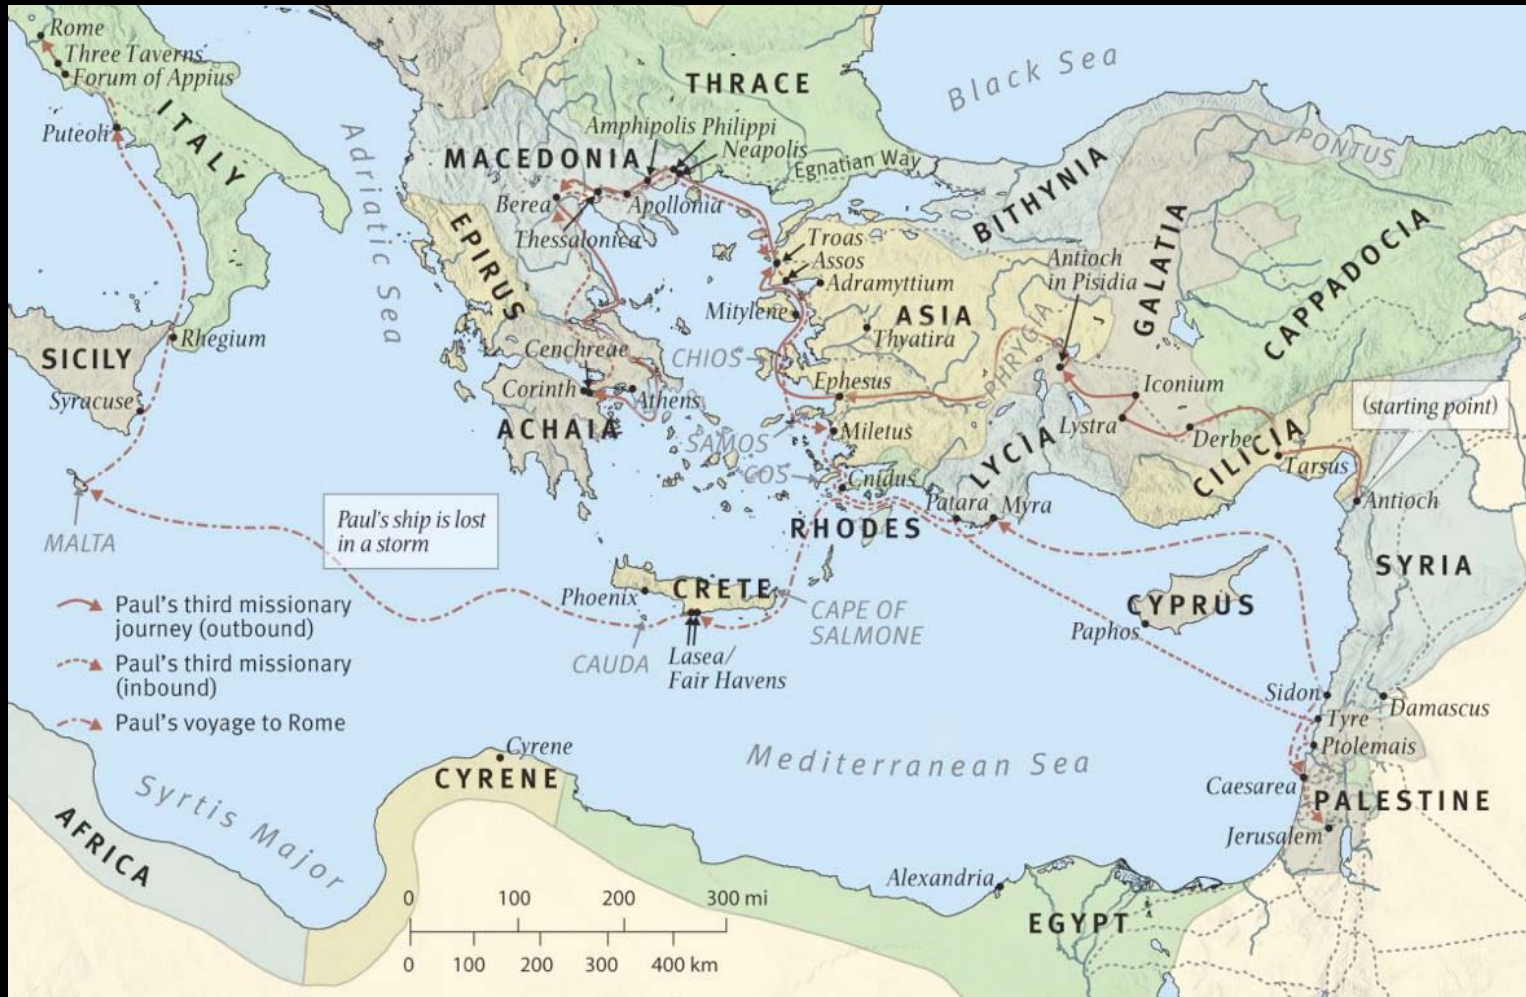 Rome
Three Taverns
Forum of Appius
ITALY
Puteoli
Adriatic Sea
THRACE
Black Sea
Amphipolis Philippi
Neapolis
MACEDONIA
Egnatian Way
PONTUS
BITHYNIA
Berea
Apollonia
Thessalonica
EPIRUS
Troas
Assos
Adramyttium
Antioch
in Pisidia
GALATIA
CAPPADOCIA
Mitylene
ASIA
Thyatira
PHRYGIA
Rhegium
SICILY
Cenchreae
CHIOS
Corinth
Athens
Ephesus
Iconium
(starting point)
Syracuse
ACHAIA
SAMOS
Miletus
Lystra
Derbe
CILICIA
Tarsus
LYCIA
COS
Cnidus
Patara
Myra
Antioch
MALTA
Paul's ship is lost
in a storm
RHODES
SYRIA
Phoenix
CRETE
CAPE OF
SALMONE
CYPRUS
Paphos
CAUDA
Lasea/
Fair Havens
Paul's third missionary
journey (outbound)
Paul's third missionary
(inbound)
Paul's voyage to Rome
Sidon
Damascus
Tyre
Ptolemais
Cyrene
CYRENE
Mediterranean Sea
Caesarea
PALESTINE
Jerusalem
Syrtis Major
AFRICA
Alexandria
EGYPT
0 100 200 300 mi
0 100 200 300 400 km